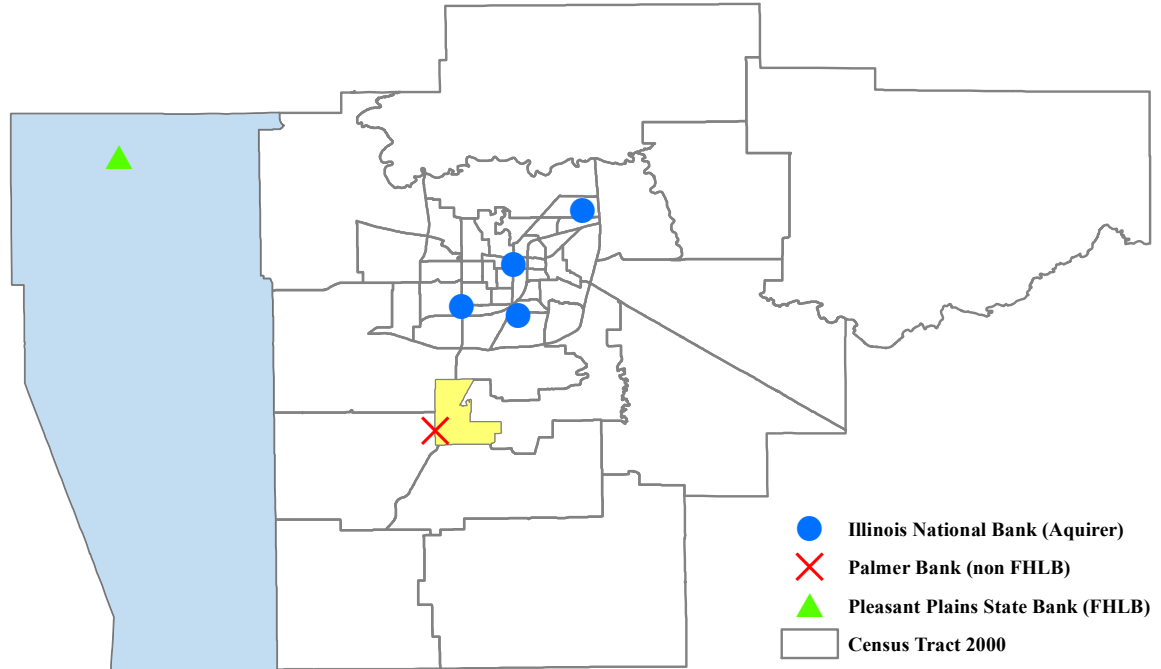 Illinois National Bank (Aquirer)
Palmer Bank (non FHLB)
Pleasant Plains State Bank (FHLB)
Census Tract 2000